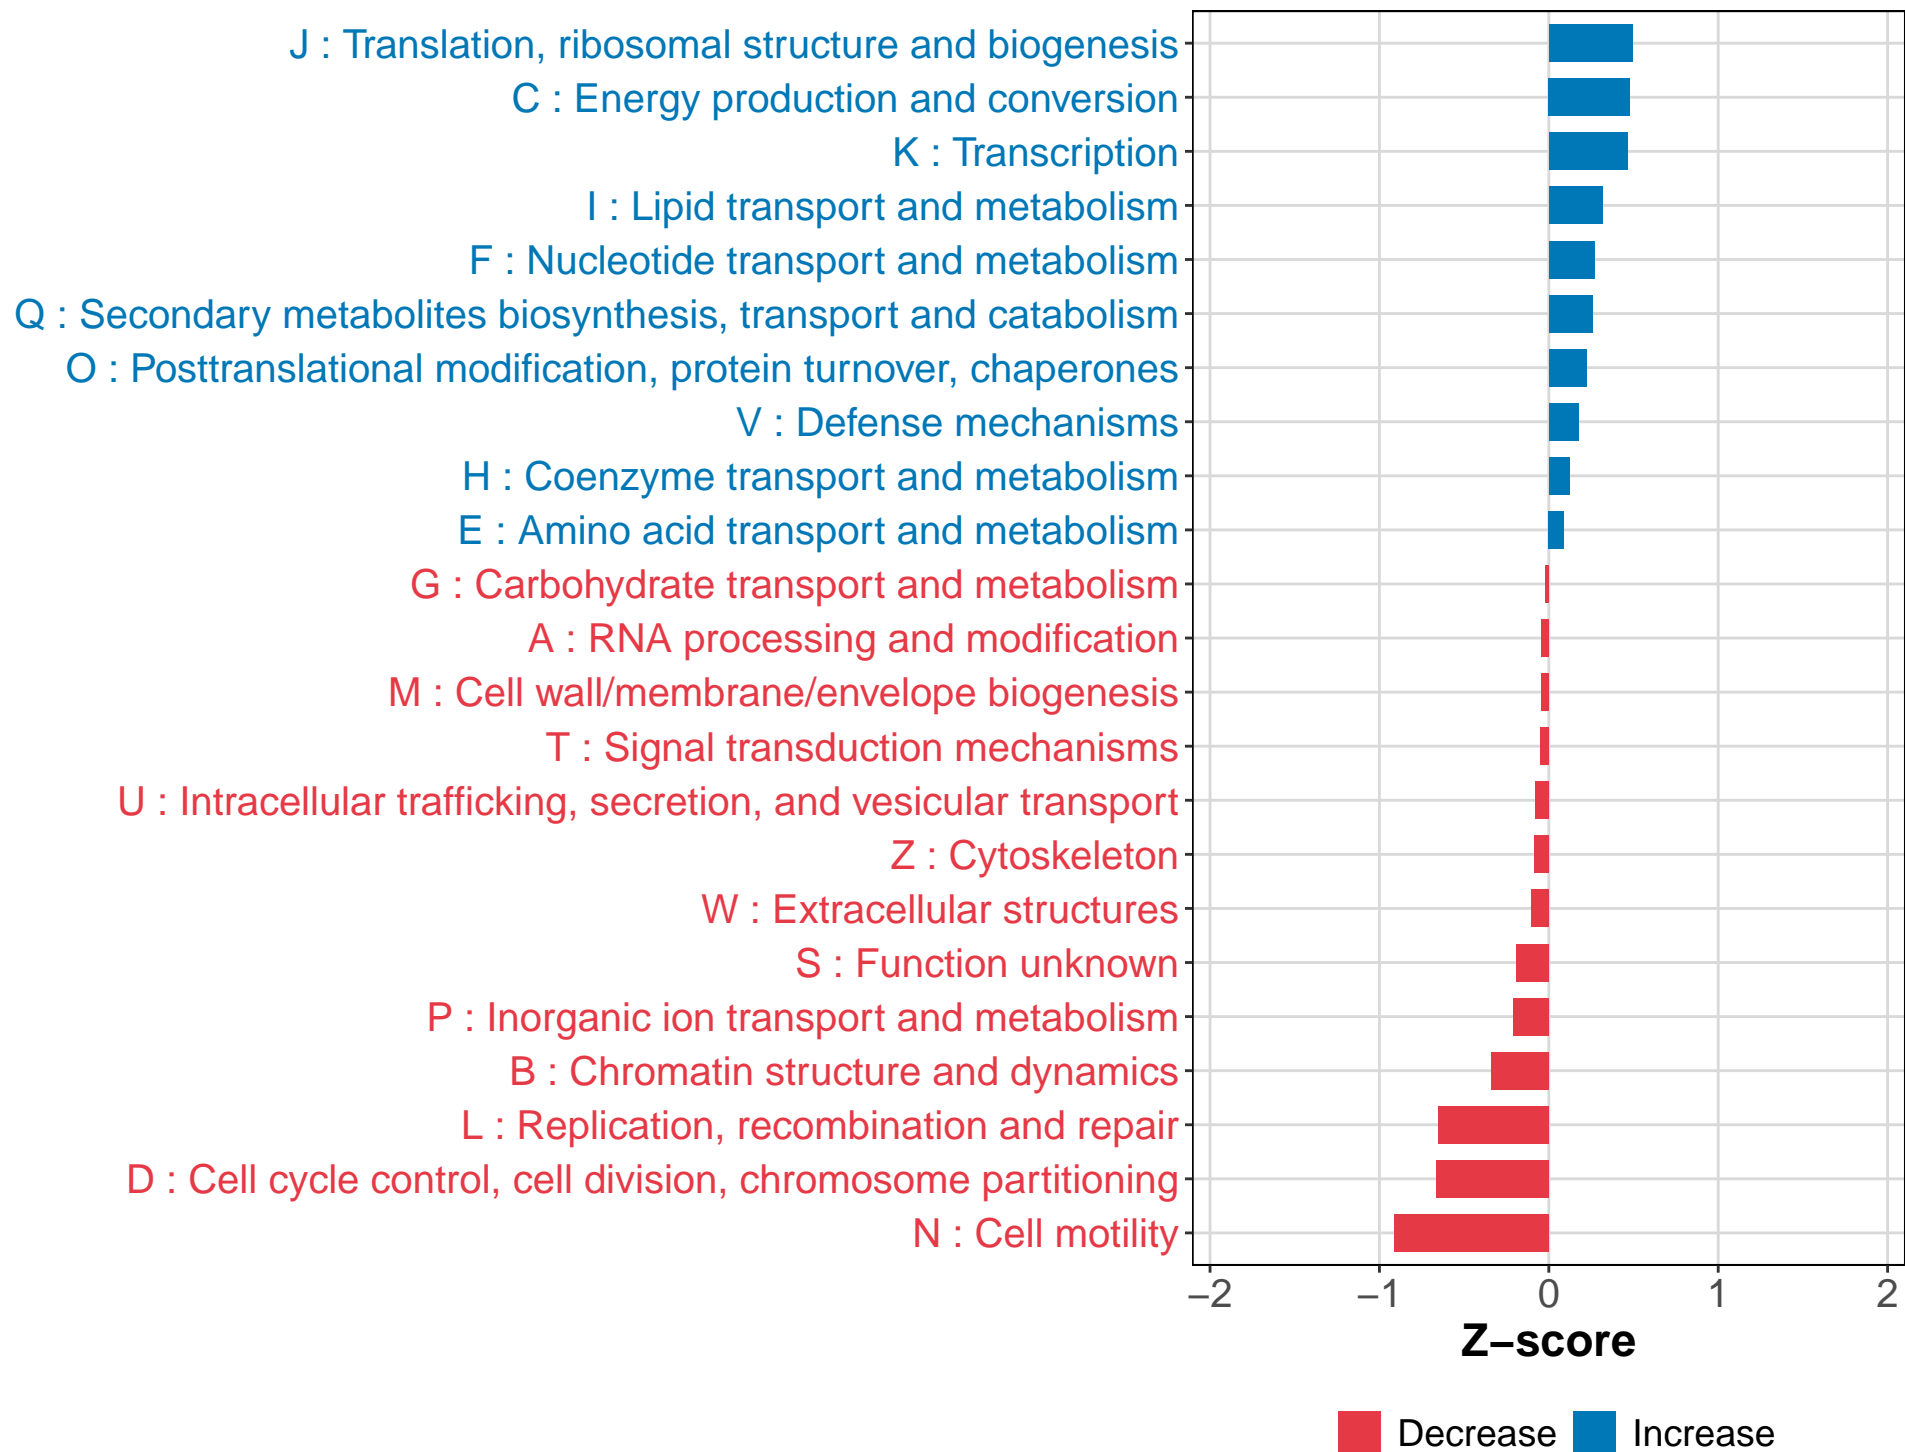 J : Translation, ribosomal structure and biogenesis
C : Energy production and conversion
K : Transcription
I : Lipid transport and metabolism
F : Nucleotide transport and metabolism
Q : Secondary metabolites biosynthesis, transport and catabolism
O : Posttranslational modification, protein turnover, chaperones
V : Defense mechanisms
H : Coenzyme transport and metabolism
E : Amino acid transport and metabolism
G : Carbohydrate transport and metabolism
A : RNA processing and modification
M : Cell wall/membrane/envelope biogenesis
T : Signal transduction mechanisms
U : Intracellular trafficking, secretion, and vesicular transport
Z : Cytoskeleton
W : Extracellular structures
S : Function unknown
P : Inorganic ion transport and metabolism
B : Chromatin structure and dynamics
L : Replication, recombination and repair
D : Cell cycle control, cell division, chromosome partitioning
N : Cell motility
−2 −1 0 1 2
Z−score
Decrease Increase